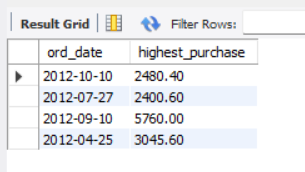 Result Grid Filter Rows:
ord_date highest_purchase
2012-10-10 2480.40
2012-07-27 2400.60
2012-09-10 5760.00
2012-04-25 3045.60